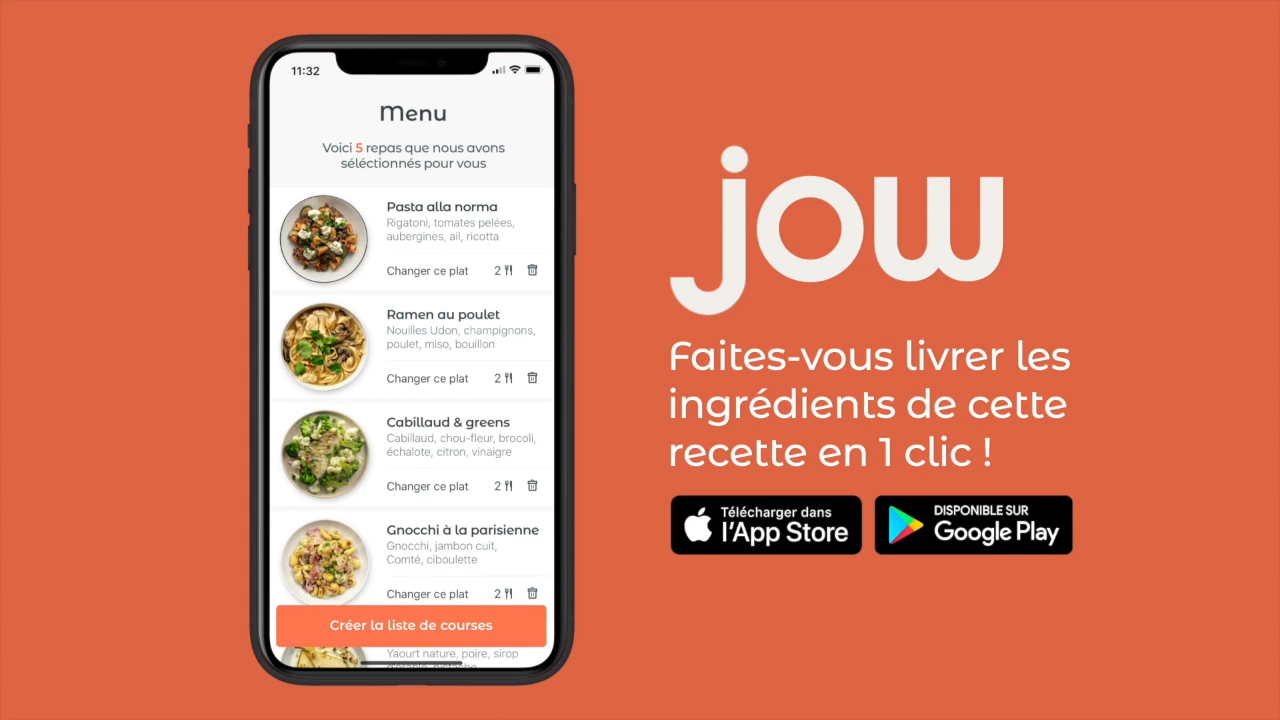 11:32
Menu
Voici 5 repas que nous avons
séléctionnés pour vous
Pasta alla norma
Rigatoni, tomates pelées,
aubergines, ail, ricotta
Changer ce plat 2
Ramen au poulet
Nouilles Udon, champignons,
poulet, miso, bouillon
Changer ce plat 2
Cabillaud & greens
Cabillaud, chou-fleur, brocoli,
échalote, citron, vinaigre
Changer ce plat 2
Gnocchi à la parisienne
Gnocchi, jambon cuit,
Comté, ciboulette
Changer ce plat 2
Créer la liste de courses
Yaourt nature, poire, sirop
jow
Faites-vous livrer les
ingrédients de cette
recette en 1 clic !
Télécharger dans
l'App Store
DISPONIBLE SUR
Google Play